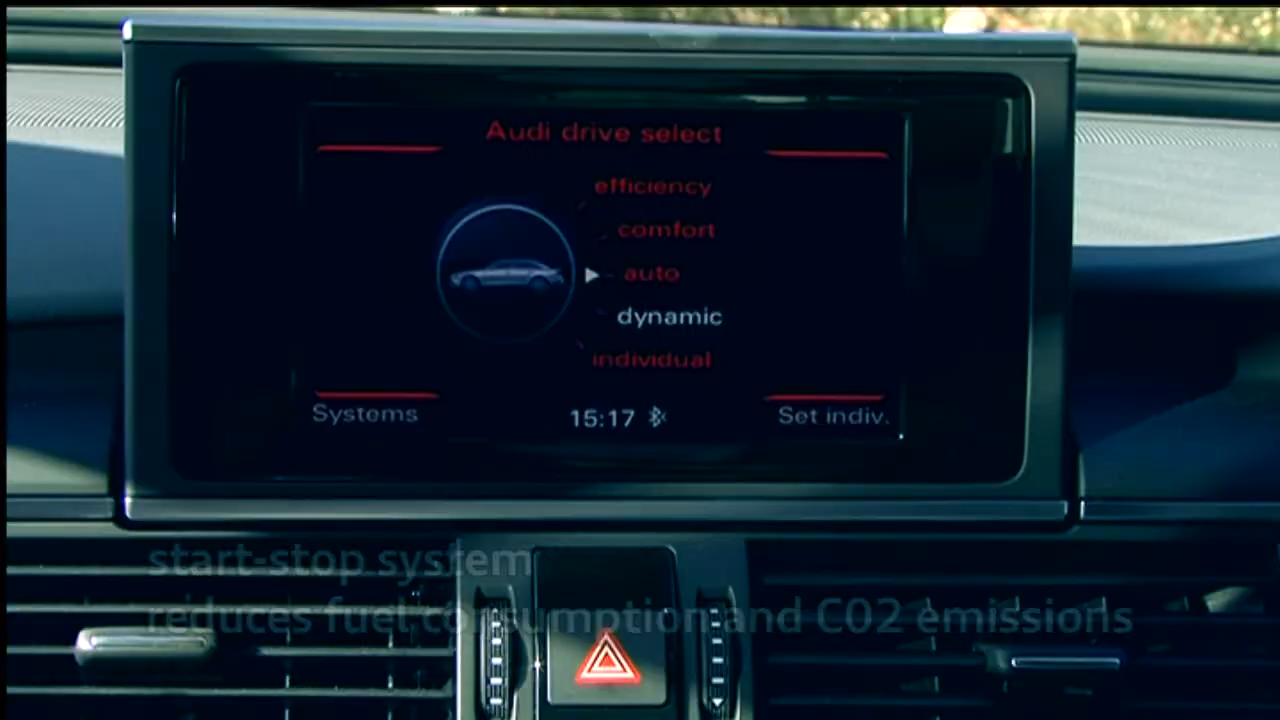 Audi drive select
efficiency
comfort
auto
dynamic
individual
Systems
15:17
Set indiv.
start-stop system
reduces fuel consumption and C02 emissions